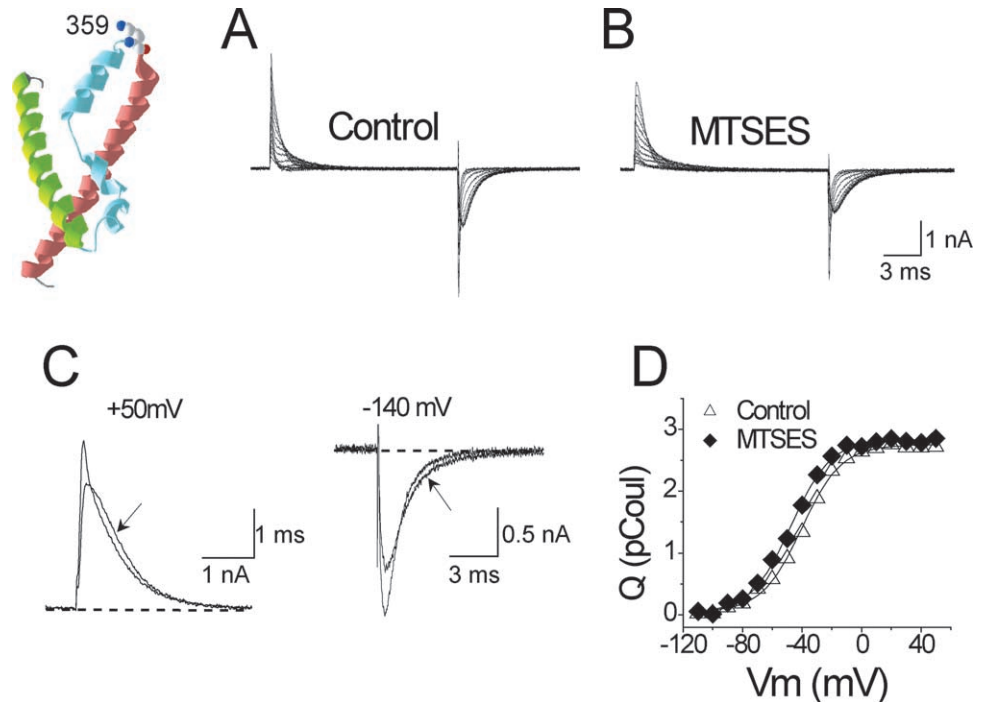 359
A
Control
B
MTSES
1 nA
3 ms
C
+50mV
1 ms
1 nA
-140 mV
0.5 nA
3 ms
D
Control
MTSES
Q (pCoul)
3
2
1
0
-120
-80
-40
0
40
Vm (mV)